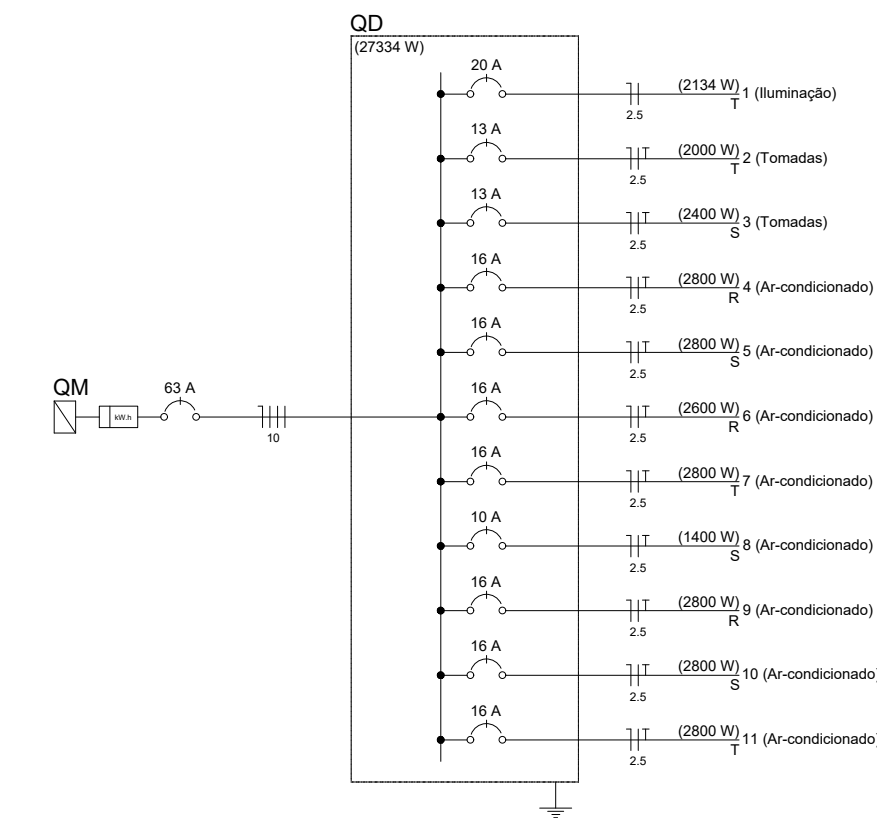 QD
(27334 W)
20 A
(2134 W)
1 (Iluminação)
T
2.5
13 A
(2000 W)
2 (Tomadas)
T
2.5
13 A
(2400 W)
3 (Tomadas)
S
2.5
16 A
(2800 W)
4 (Ar-condicionado)
R
2.5
16 A
(2800 W)
5 (Ar-condicionado)
S
2.5
QM
kW.h
63 A
10
16 A
(2600 W)
6 (Ar-condicionado)
R
2.5
16 A
(2800 W)
7 (Ar-condicionado)
T
2.5
10 A
(1400 W)
8 (Ar-condicionado)
S
2.5
16 A
(2800 W)
9 (Ar-condicionado)
R
2.5
16 A
(2800 W)
10 (Ar-condicionado)
S
2.5
16 A
(2800 W)
11 (Ar-condicionado)
T
2.5